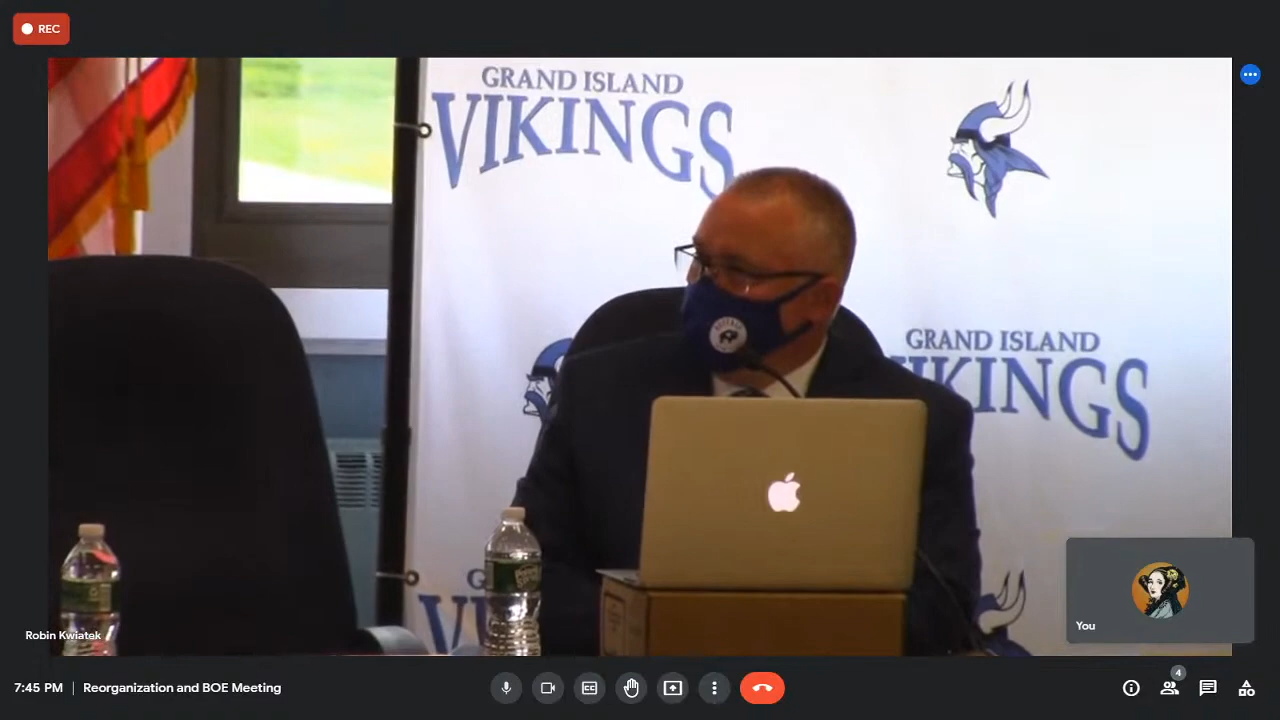 REC
GRAND ISLAND
VIKINGS
GRAND ISLAND
VIKINGS
Robin Kwiatek
You
7:45 PM | Reorganization and BOE Meeting
4